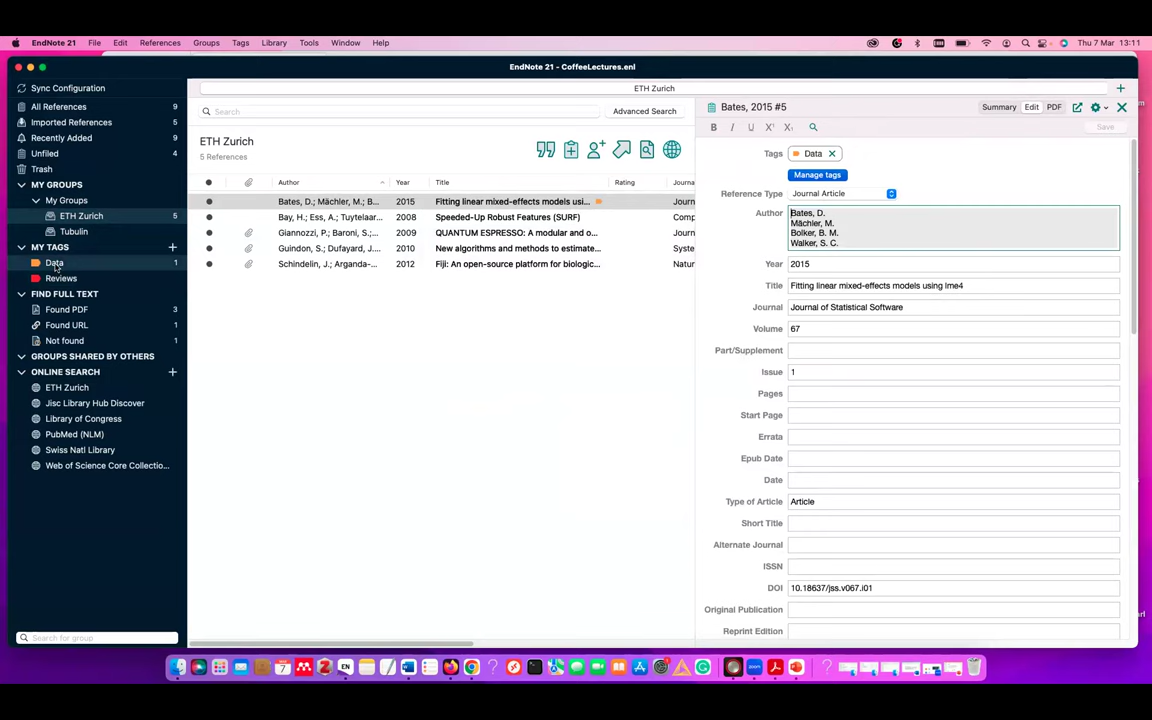 EndNote 21 File Edit References Groups Tags Library Tools Window Help Thu 7 Mar 13:11
EndNote 21 - CoffeeLectures.enl
Sync Configuration
All References 9
Imported References 9
Recently Added 9
Unfiled 4
Trash
MY GROUPS
My Groups
ETH Zurich 5
Tubulin
MY TAGS
Data 1
Reviews
FIND FULL TEXT
Found PDF 3
Found URL 1
Not found 1
GROUPS SHARED BY OTHERS
ONLINE SEARCH
ETH Zurich
Jisc Library Hub Discover
Library of Congress
PubMed (NLM)
Swiss Natl Library
Web of Science Core Collectio...
Search for group
ETH Zurich
Search Advanced Search
ETH Zurich
5 References
Author Year Title Rating Journa
Bates, D.; Mächler, M.; B... 2015 Fitting linear mixed-effects models usi... Journ
Bay, H.; Ess, A.; Tuytelaar... 2008 Speeded-Up Robust Features (SURF) Comp
Giannozzi, P.; Baroni, S.;... 2009 QUANTUM ESPRESSO: A modular and o... Journ
Guindon, S.; Dufayard, J.... 2010 New algorithms and methods to estimate... Syste
Schindelin, J.; Arganda-... 2012 Fiji: An open-source platform for biologic... Natur
Bates, 2015 #5 Summary Edit PDF
B I U X¹ X₁ Save
Tags Data
Manage tags
Reference Type Journal Article
Author Bates, D.
Mächler, M.
Bolker, B. M.
Walker, S. C.
Year 2015
Title Fitting linear mixed-effects models using lme4
Journal Journal of Statistical Software
Volume 67
Part/Supplement
Issue 1
Pages
Start Page
Errata
Epub Date
Date
Type of Article Article
Short Title
Alternate Journal
ISSN
DOI 10.18637/jss.v067.i01
Original Publication
Reprint Edition